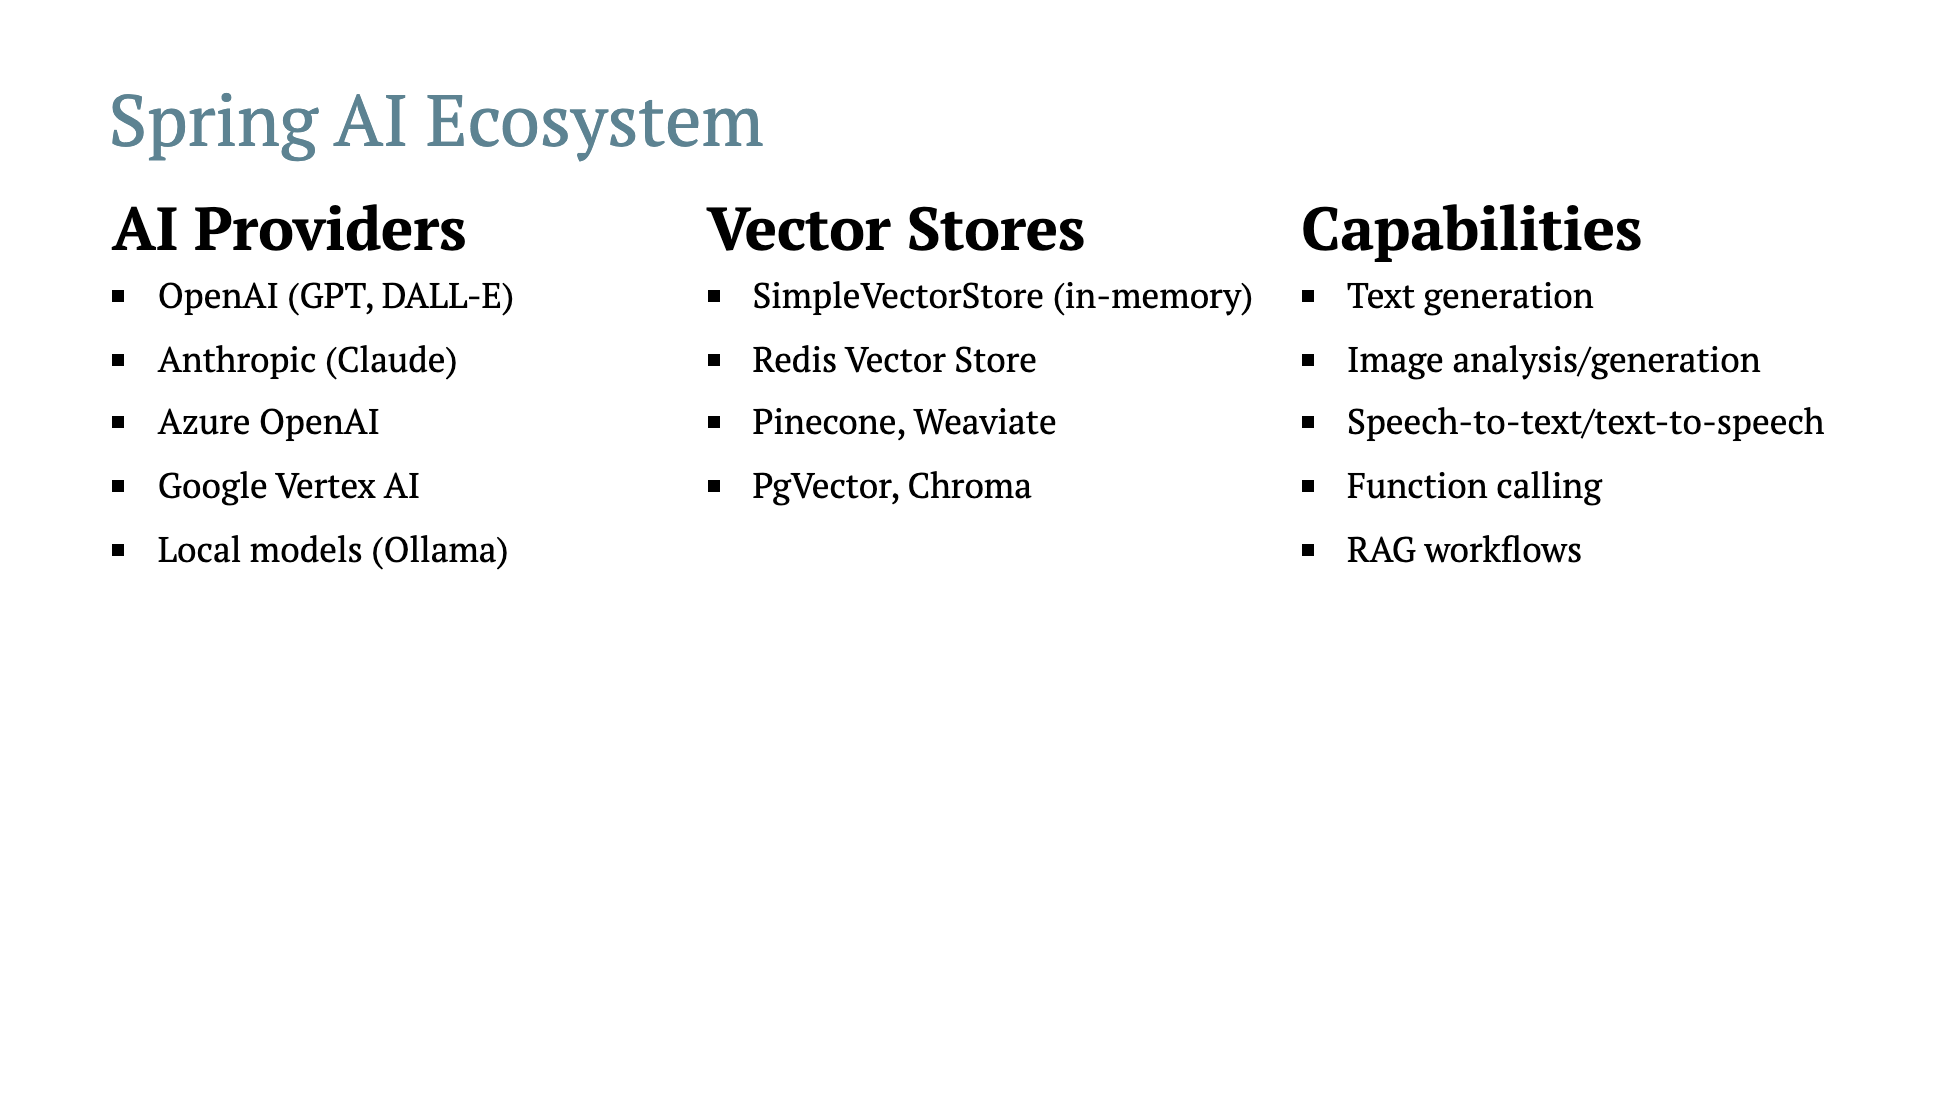 Spring AI Ecosystem
AI Providers
OpenAI (GPT, DALL-E)
Anthropic (Claude)
Azure OpenAI
Google Vertex AI
Local models (Ollama)
Vector Stores
SimpleVectorStore (in-memory)
Redis Vector Store
Pinecone, Weaviate
PgVector, Chroma
Capabilities
Text generation
Image analysis/generation
Speech-to-text/text-to-speech
Function calling
RAG workflows